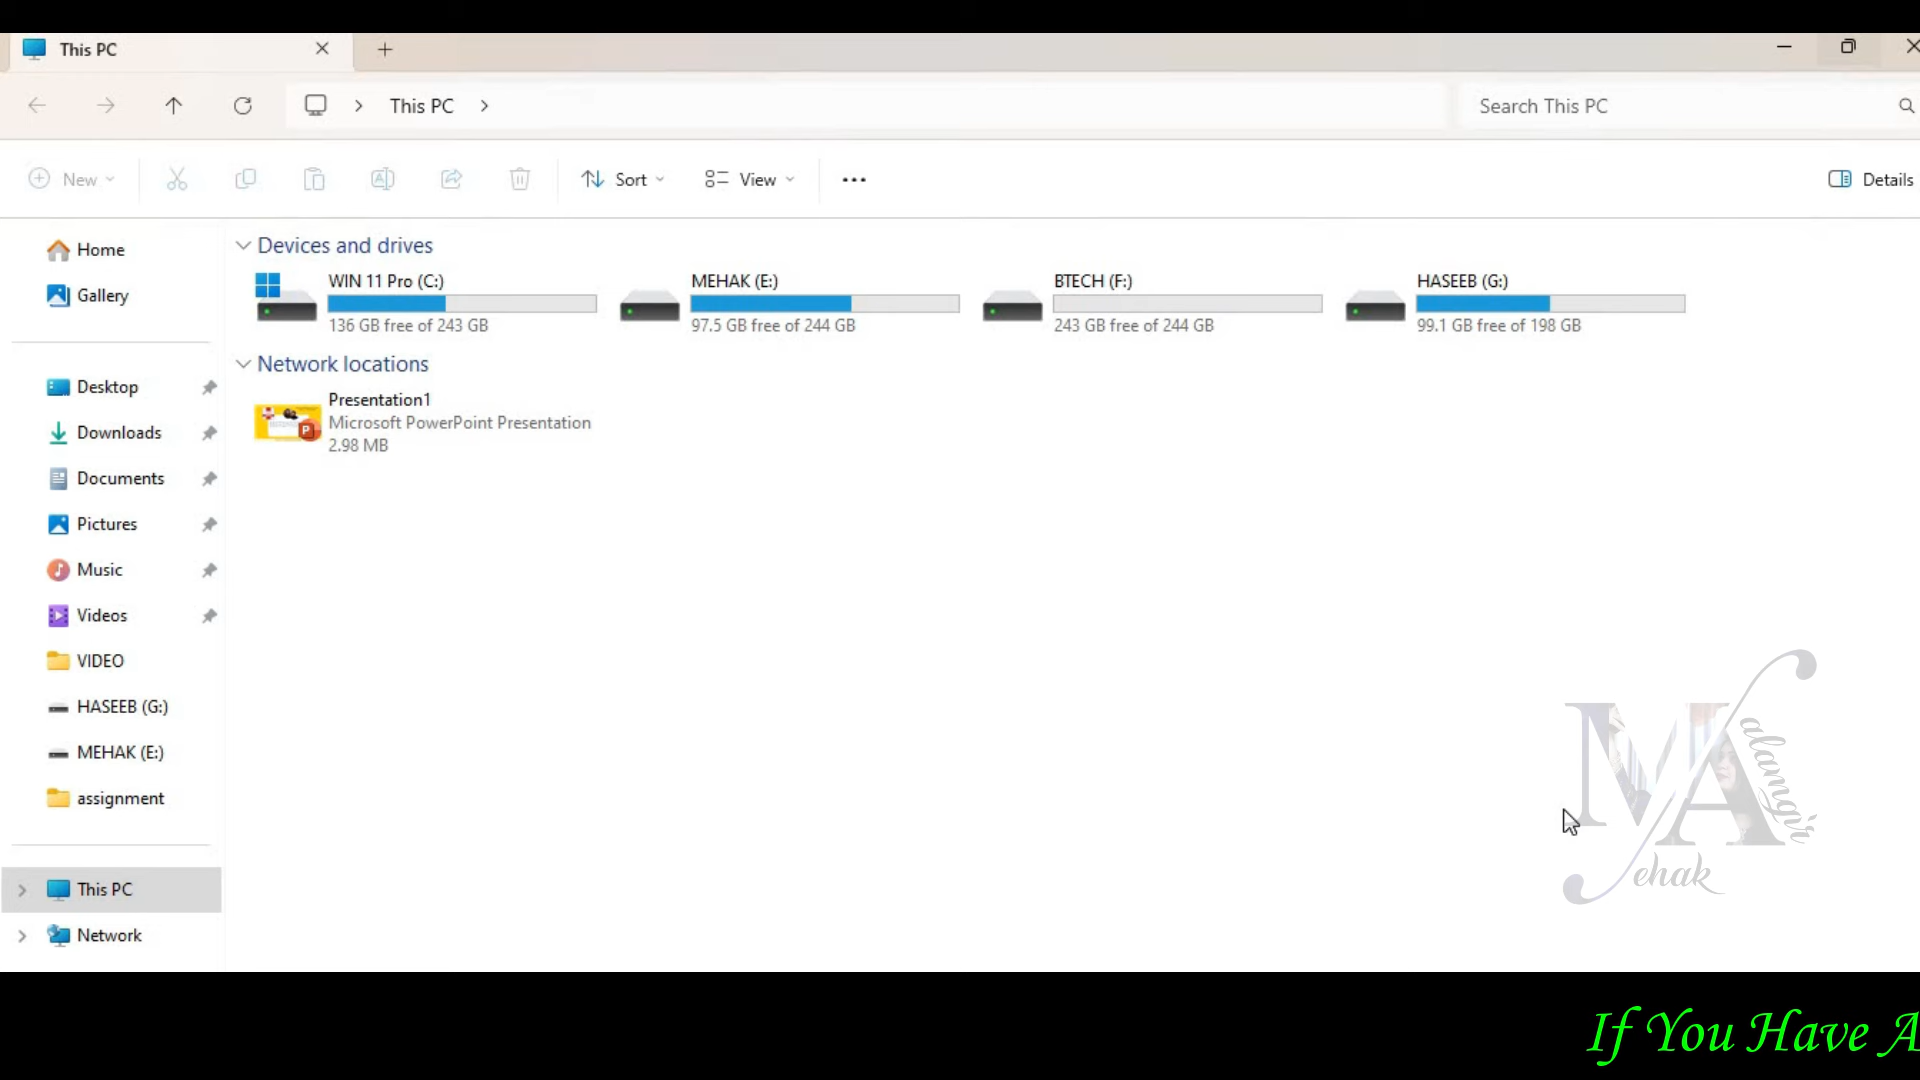 This PC
This PC
Search This PC
New
Sort
View
Details
Home
Gallery
Desktop
Downloads
Documents
Pictures
Music
Videos
VIDEO
HASEEB (G:)
MEHAK (E:)
assignment
This PC
Network
Devices and drives
WIN 11 Pro (C:)
136 GB free of 243 GB
MEHAK (E:)
97.5 GB free of 244 GB
BTECH (F:)
243 GB free of 244 GB
HASEEB (G:)
99.1 GB free of 198 GB
Network locations
Presentation1
Microsoft PowerPoint Presentation
2.98 MB
MA
alamgir
ehak
If You Have A